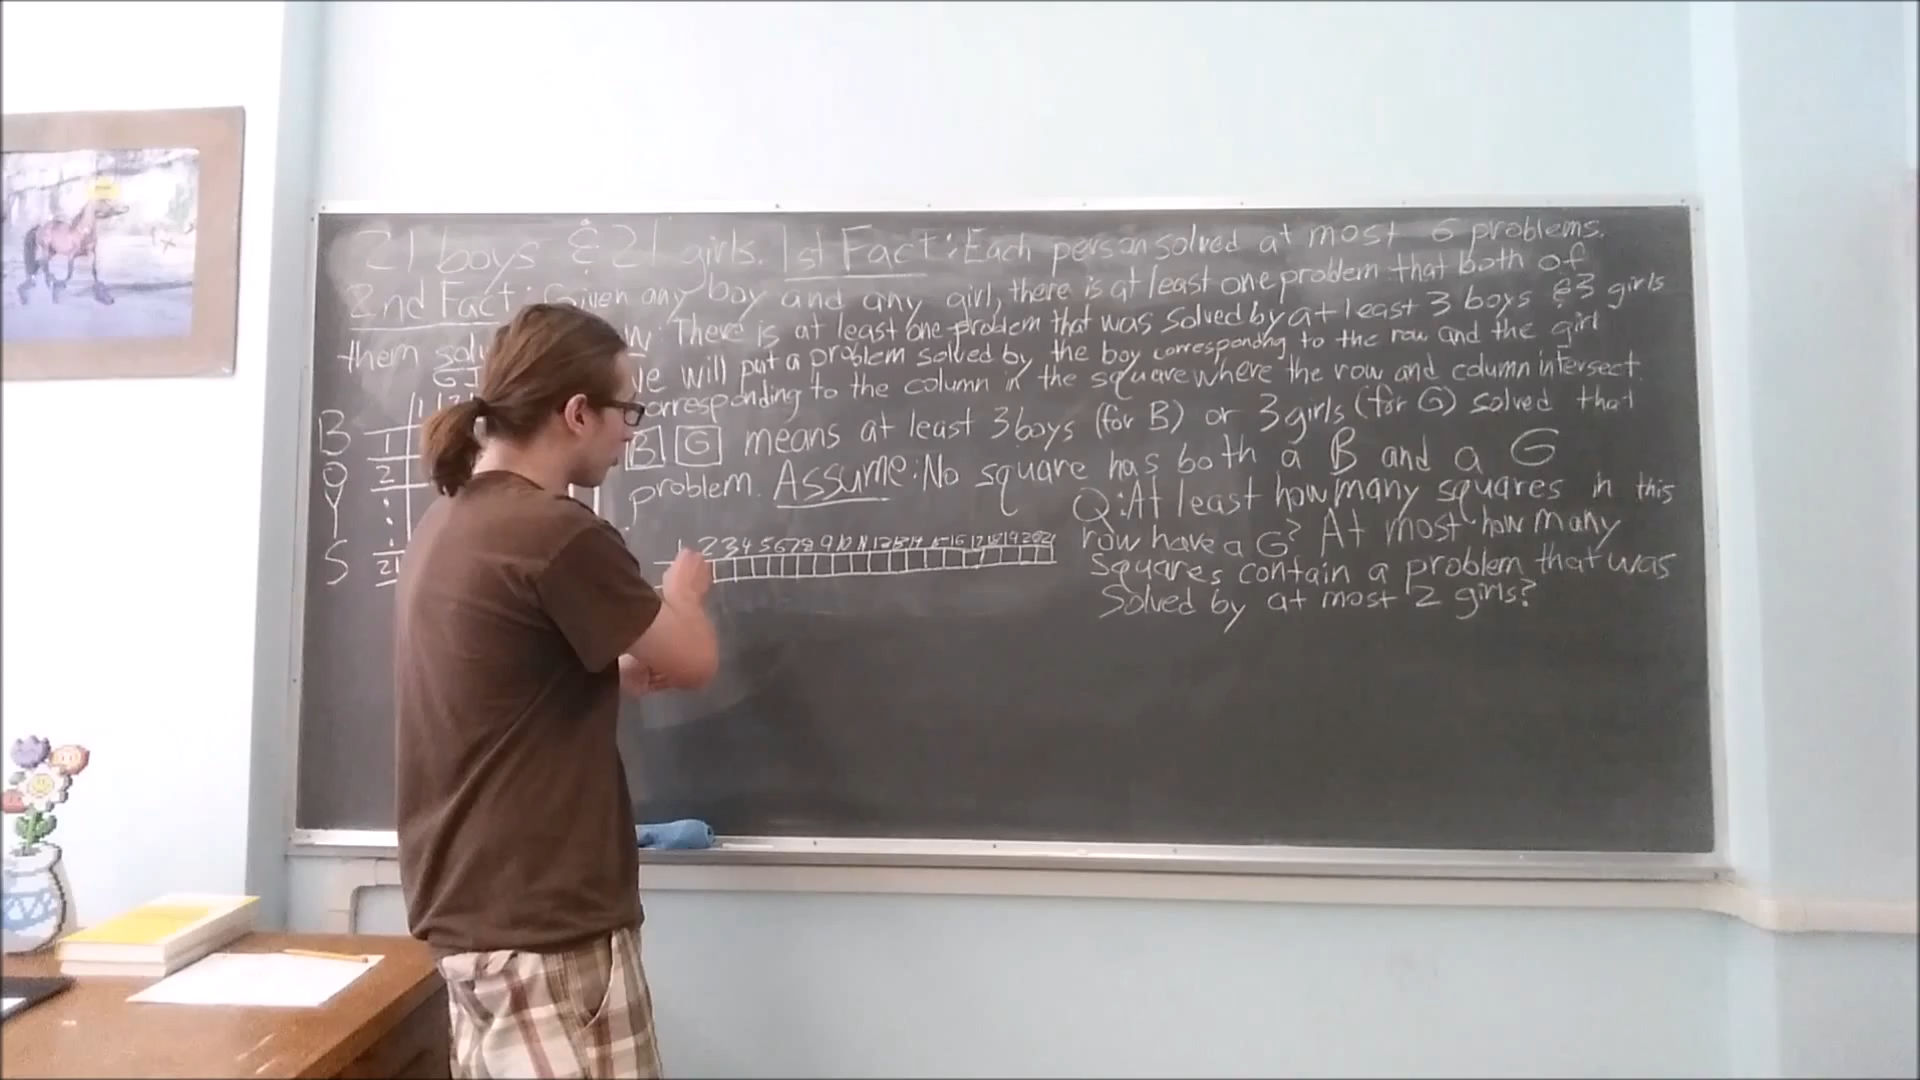 21 boys & 21 girls. 1st Fact: Each person solved at most 6 problems.
2nd Fact: Given any boy and any girl, there is at least one problem that both of
them There is at least one problem that was solved by at least 3 boys & 3 girls
will put a problem solved by the boy corresponding to the row and the girl
corresponding to the column in the square where the row and column intersect.
B G means at least 3 boys (for B) or 3 girls (for G) solved that
problem. Assume: No square has both a B and a G
Q: At least how many squares in this
row have a G? At most how many
squares contain a problem that was
solved by at most 2 girls?
1 2 3 4 5 6 7 8 9 10 11 12 13 14 15 16 17 18 19 20 21
B 1
O 2
Y
S 21